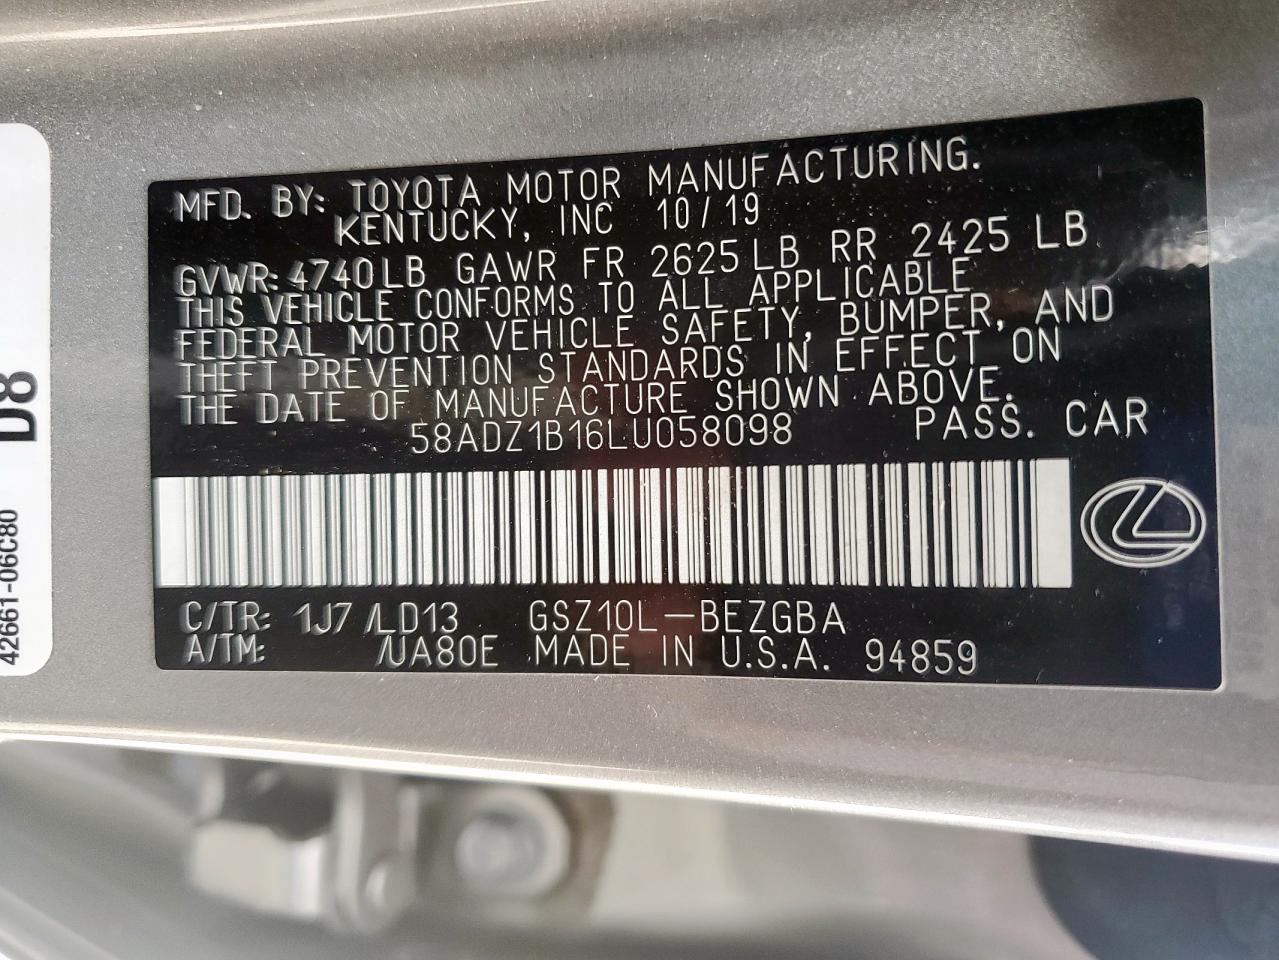 MFD. BY: TOYOTA MOTOR MANUFACTURING.
KENTUCKY, INC 10/19
GVWR: 4740LB GAWR FR 2625LB RR 2425 LB
THIS VEHICLE CONFORMS TO ALL APPLICABLE
FEDERAL MOTOR VEHICLE SAFETY, BUMPER, AND
THEFT PREVENTION STANDARDS IN EFFECT ON
THE DATE OF MANUFACTURE SHOWN ABOVE.
58ADZ1B16LU058098 PASS. CAR
C/TR: 1J7 /LD13 GSZ10L-BEZGBA
A/TM: /UA80E MADE IN U.S.A. 94859
42661-06C80 D8